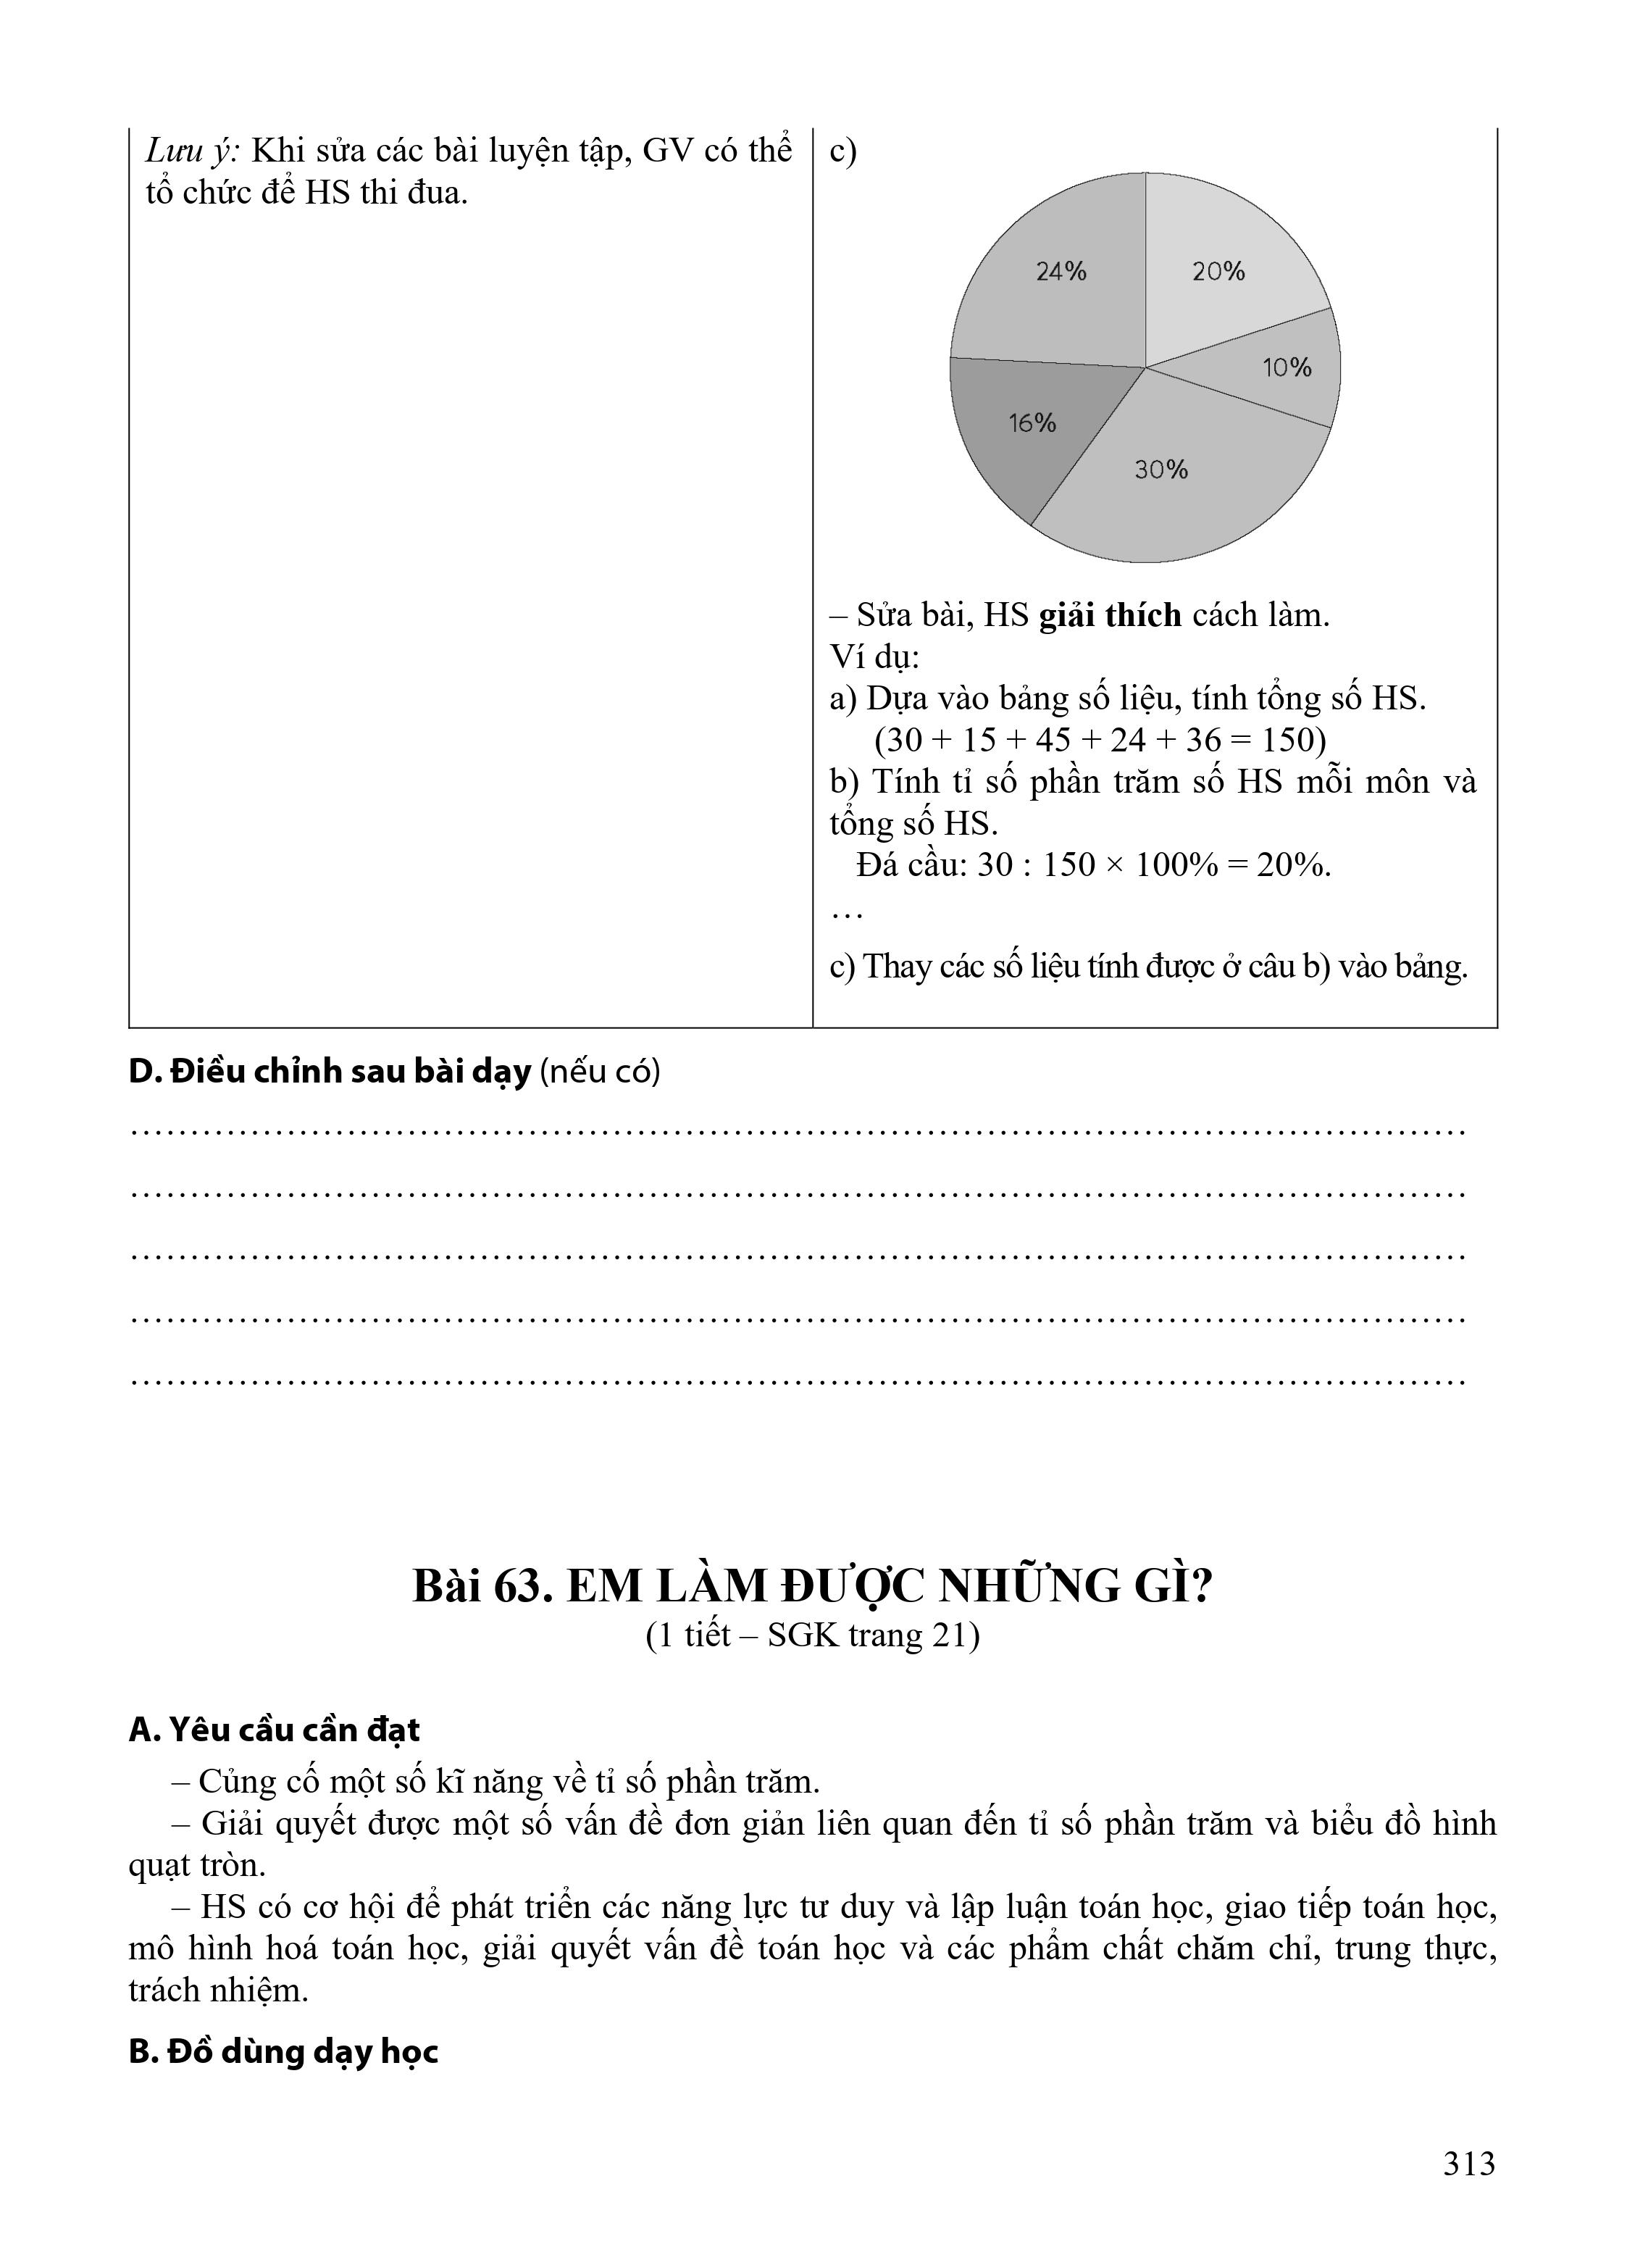 Lưu ý: Khi sửa các bài luyện tập, GV có thể
tổ chức để HS thi đua.
c)
24%
20%
10%
16%
30%
– Sửa bài, HS giải thích cách làm.
Ví dụ:
a) Dựa vào bảng số liệu, tính tổng số HS.
(30 + 15 + 45 + 24 + 36 = 150)
b) Tính tỉ số phần trăm số HS mỗi môn và
tổng số HS.
Đá cầu: 30 : 150 × 100% = 20%.
…
c) Thay các số liệu tính được ở câu b) vào bảng.
D. Điều chỉnh sau bài dạy (nếu có)
……………………………………………………………………………………………
……………………………………………………………………………………………
……………………………………………………………………………………………
……………………………………………………………………………………………
……………………………………………………………………………………………
Bài 63. EM LÀM ĐƯỢC NHỮNG GÌ?
(1 tiết – SGK trang 21)
A. Yêu cầu cần đạt
– Củng cố một số kĩ năng về tỉ số phần trăm.
– Giải quyết được một số vấn đề đơn giản liên quan đến tỉ số phần trăm và biểu đồ hình
quạt tròn.
– HS có cơ hội để phát triển các năng lực tư duy và lập luận toán học, giao tiếp toán học,
mô hình hoá toán học, giải quyết vấn đề toán học và các phẩm chất chăm chỉ, trung thực,
trách nhiệm.
B. Đồ dùng dạy học
313